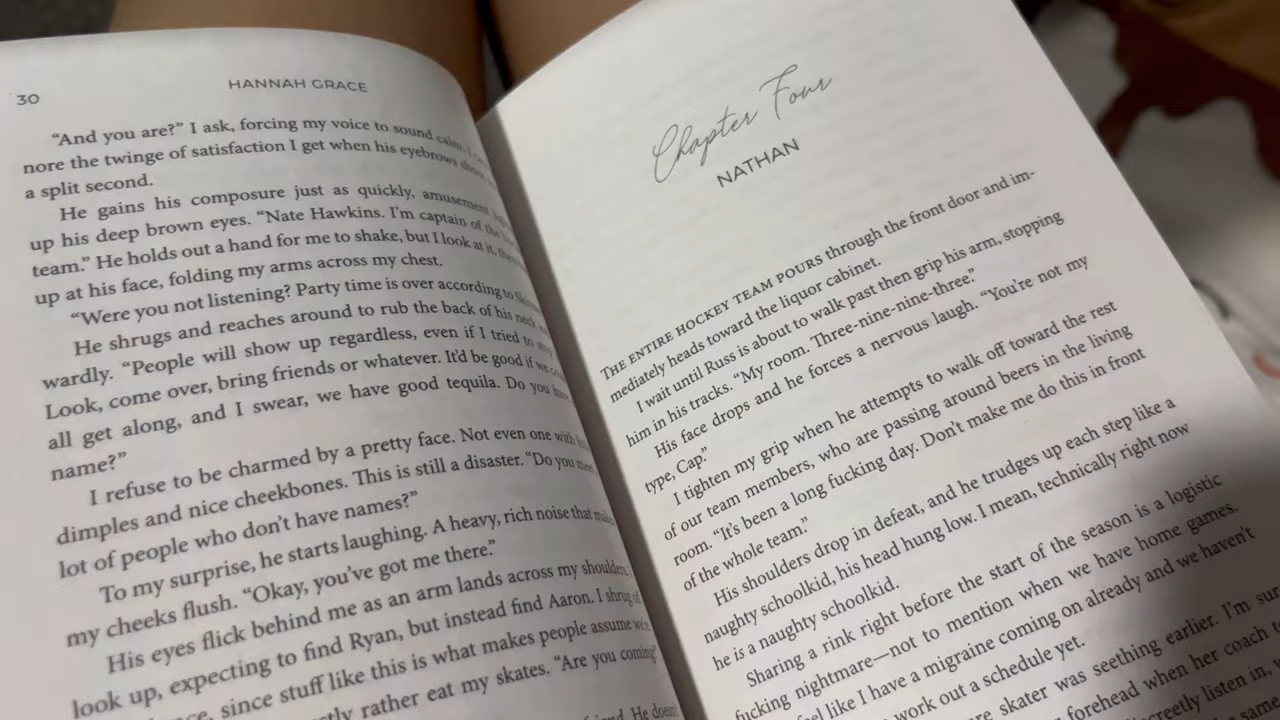 30
HANNAH GRACE
“And you are?” I ask, forcing my voice to sound calm. I
nore the twinge of satisfaction I get when his eyebrows
a split second.
He gains his composure just as quickly, amusement
up his deep brown eyes. “Nate Hawkins. I’m captain of the
team.” He holds out a hand for me to shake, but I look at it, then
up at his face, folding my arms across my chest.
“Were you not listening? Party time is over according to
He shrugs and reaches around to rub the back of his neck
wardly. “People will show up regardless, even if I tried to
Look, come over, bring friends or whatever. It’d be good if we
all get along, and I swear, we have good tequila. Do you have
name?”
I refuse to be charmed by a pretty face. Not even one with
dimples and nice cheekbones. This is still a disaster. “Do you
lot of people who don’t have names?”
To my surprise, he starts laughing. A heavy, rich noise that
my cheeks flush. “Okay, you’ve got me there.”
His eyes flick behind me as an arm lands across my shoulders.
look up, expecting to find Ryan, but instead find Aaron. I shrug
since stuff like this is what makes people assume
rather eat my skates. “Are you coming
He
Chapter Four
NATHAN
THE ENTIRE HOCKEY TEAM POURS through the front door and im-
mediately heads toward the liquor cabinet.
I wait until Russ is about to walk past then grip his arm, stopping
him in his tracks. “My room. Three-nine-nine-three.”
His face drops and he forces a nervous laugh. “You’re not my
type, Cap.”
I tighten my grip when he attempts to walk off toward the rest
of our team members, who are passing around beers in the living
room. “It’s been a long fucking day. Don’t make me do this in front
of the whole team.”
His shoulders drop in defeat, and he trudges up each step like a
naughty schoolkid, his head hung low. I mean, technically right now
he is a naughty schoolkid.
Sharing a rink right before the season is a logistic
fucking nightmare—not to mention when we have home games.
like I have a migraine coming on already and we haven’t
work out a schedule yet.
skater was seething earlier. I’m
forehead when her coach
listen in,
same